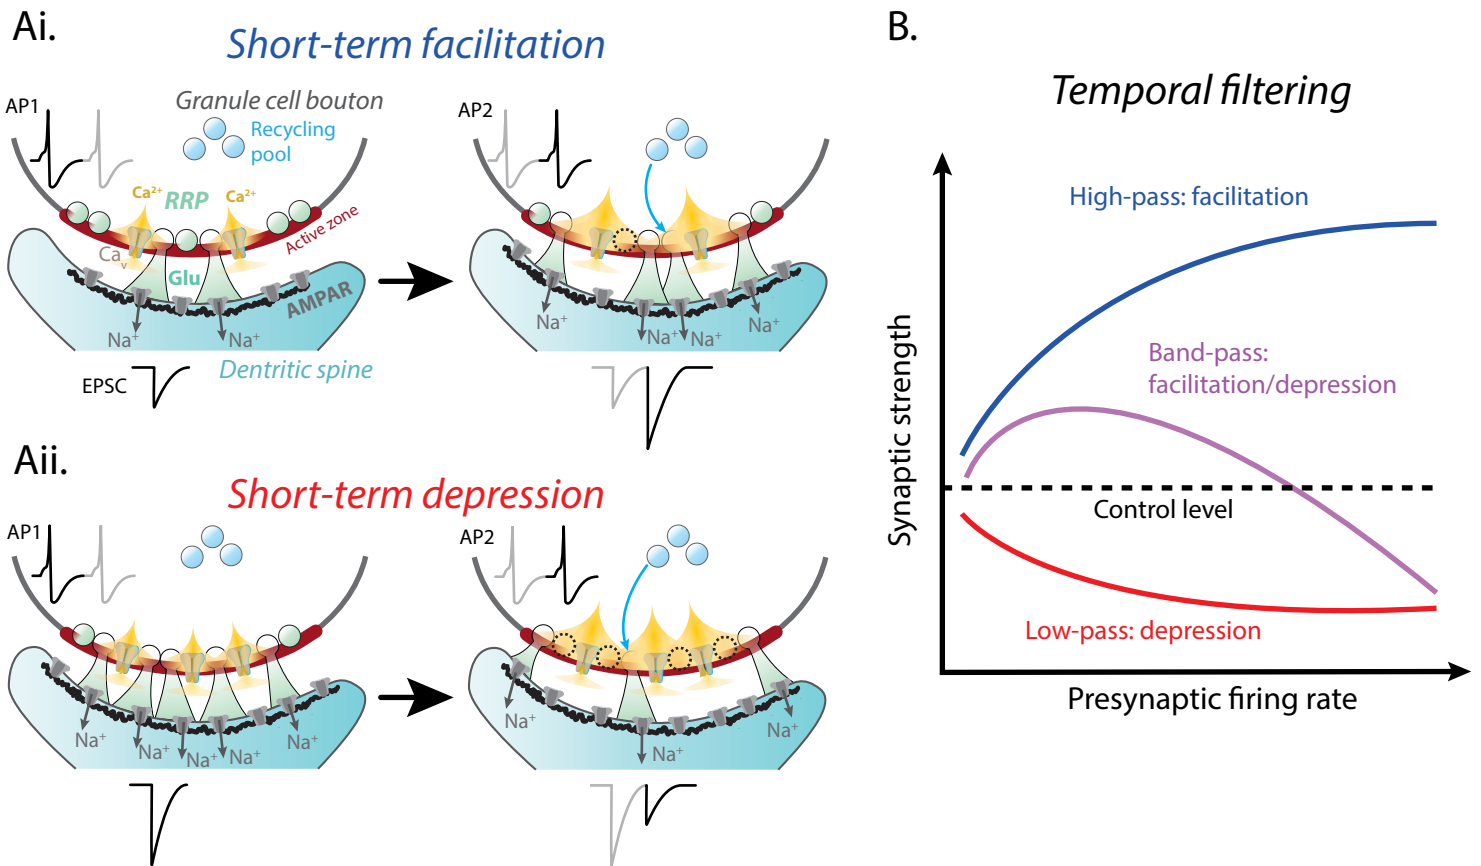 Ai.
Short-term facilitation
AP1
Granule cell bouton
Recycling
pool
Ca²⁺
RRP
Ca²⁺
Active zone
Caᵥ
Glu
AMPAR
Na⁺
Na⁺
EPSC
Dentritic spine
AP2
Na⁺
Na⁺
Na⁺
Na⁺
Aii.
Short-term depression
AP1
Na⁺
Na⁺
Na⁺
Na⁺
Na⁺
AP2
Na⁺
Na⁺
Na⁺
B.
Temporal filtering
High-pass: facilitation
Band-pass:
facilitation/depression
Control level
Low-pass: depression
Synaptic strength
Presynaptic firing rate